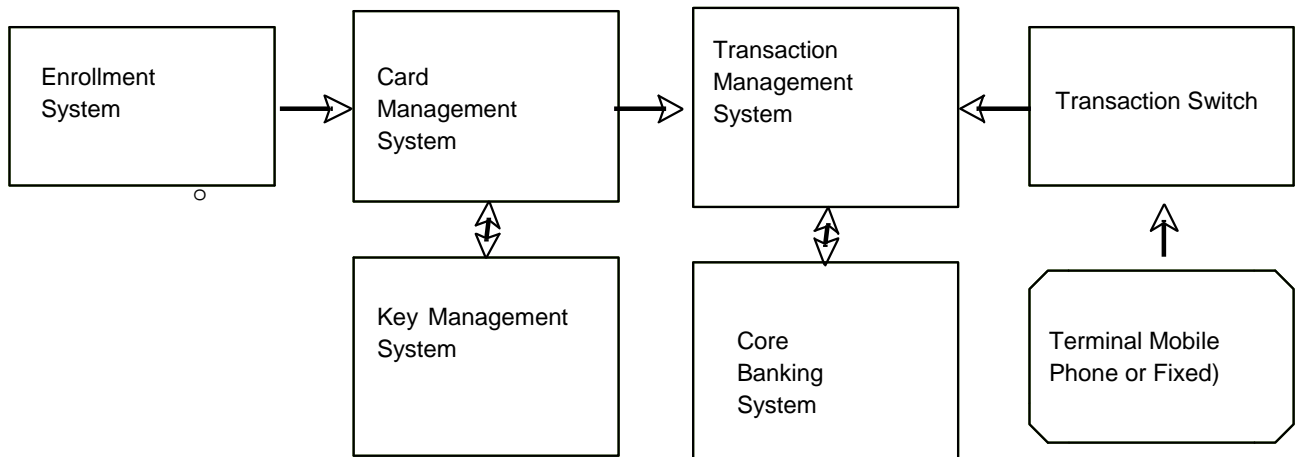 Enrollment
System
Card
Management
System
Transaction
Management
System
Transaction Switch
Key Management
System
Core
Banking
System
Terminal Mobile
Phone or Fixed)